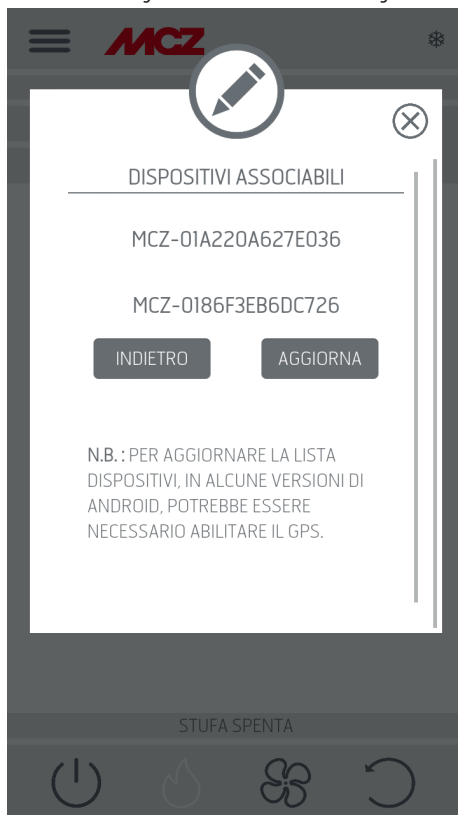 MCZ
DISPOSITIVI ASSOCIABILI
MCZ-01A220A627E036
MCZ-0186F3EB6DC726
INDIETRO
AGGIORNA
N.B. : PER AGGIORNARE LA LISTA
DISPOSITIVI, IN ALCUNE VERSIONI DI
ANDROID, POTREBBE ESSERE
NECESSARIO ABILITARE IL GPS.
STUFA SPENTA